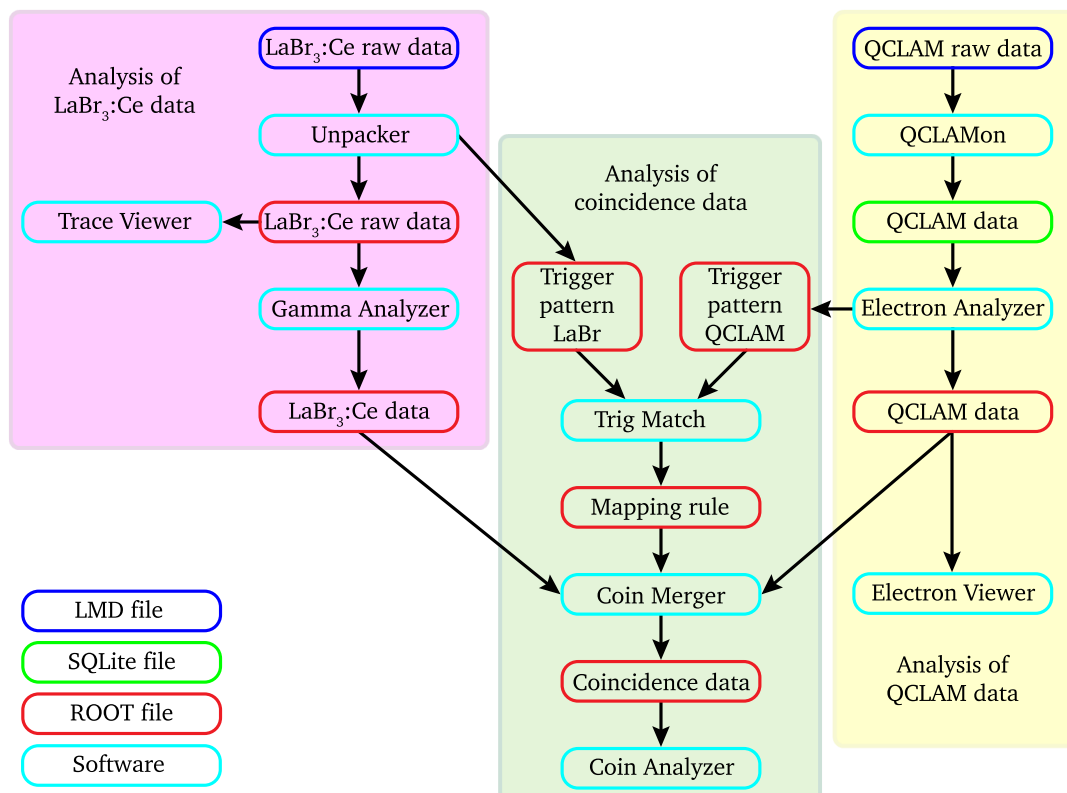 Analysis of
LaBr₃:Ce data
LaBr₃:Ce raw data
Unpacker
Trace Viewer
LaBr₃:Ce raw data
Gamma Analyzer
LaBr₃:Ce data
Analysis of
coincidence data
Trigger
pattern
LaBr
Trigger
pattern
QCLAM
Trig Match
Mapping rule
Coin Merger
Coincidence data
Coin Analyzer
QCLAM raw data
QCLAMon
QCLAM data
Electron Analyzer
QCLAM data
Electron Viewer
Analysis of
QCLAM data
LMD file
SQLite file
ROOT file
Software